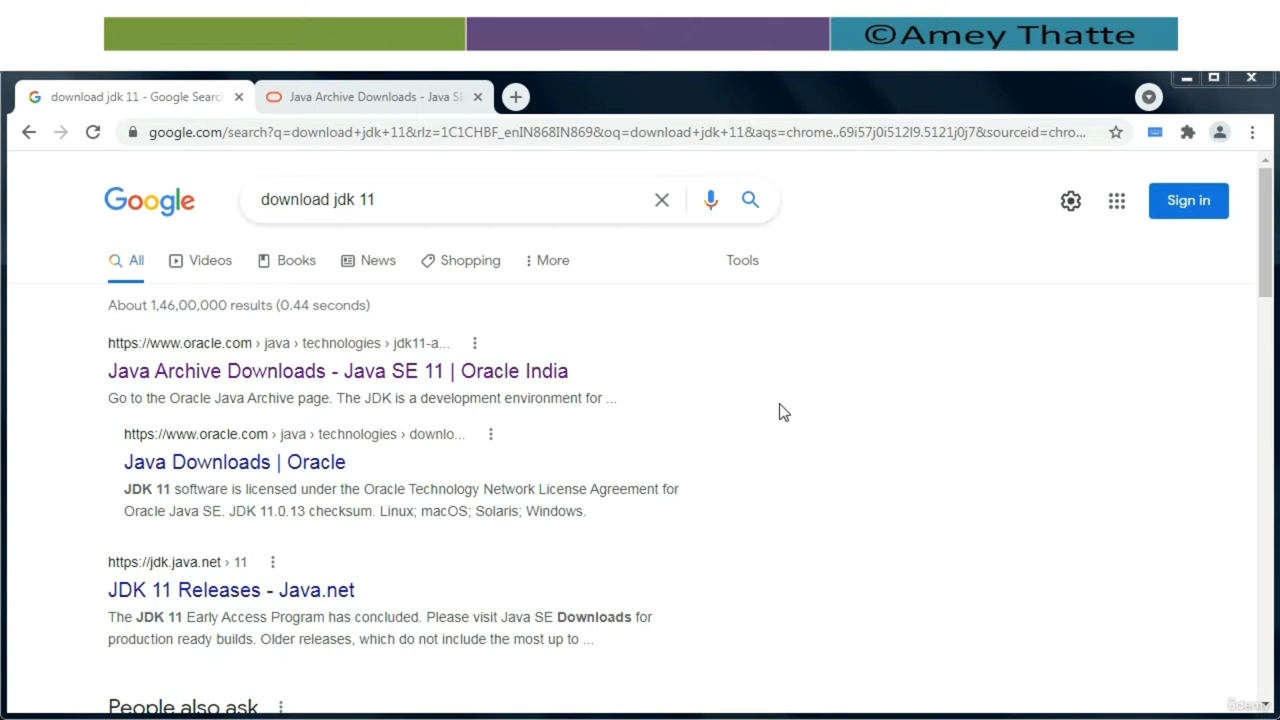 ©Amey Thatte
download jdk 11 - Google Searc
Java Archive Downloads - Java SE
google.com/search?q=download+jdk+11&rlz=1C1CHBF_enIN868IN869&oq=download+jdk+11&aqs=chrome..69i57j0i512l9.5121j0j7&sourceid=chro...
Google
download jdk 11
Sign in
All
Videos
Books
News
Shopping
More
Tools
About 1,46,00,000 results (0.44 seconds)
https://www.oracle.com › java › technologies › jdk11-a...
Java Archive Downloads - Java SE 11 | Oracle India
Go to the Oracle Java Archive page. The JDK is a development environment for ...
https://www.oracle.com › java › technologies › downlo...
Java Downloads | Oracle
JDK 11 software is licensed under the Oracle Technology Network License Agreement for
Oracle Java SE. JDK 11.0.13 checksum. Linux; macOS; Solaris; Windows.
https://jdk.java.net › 11
JDK 11 Releases - Java.net
The JDK 11 Early Access Program has concluded. Please visit Java SE Downloads for
production ready builds. Older releases, which do not include the most up to ...
People also ask
Udemy